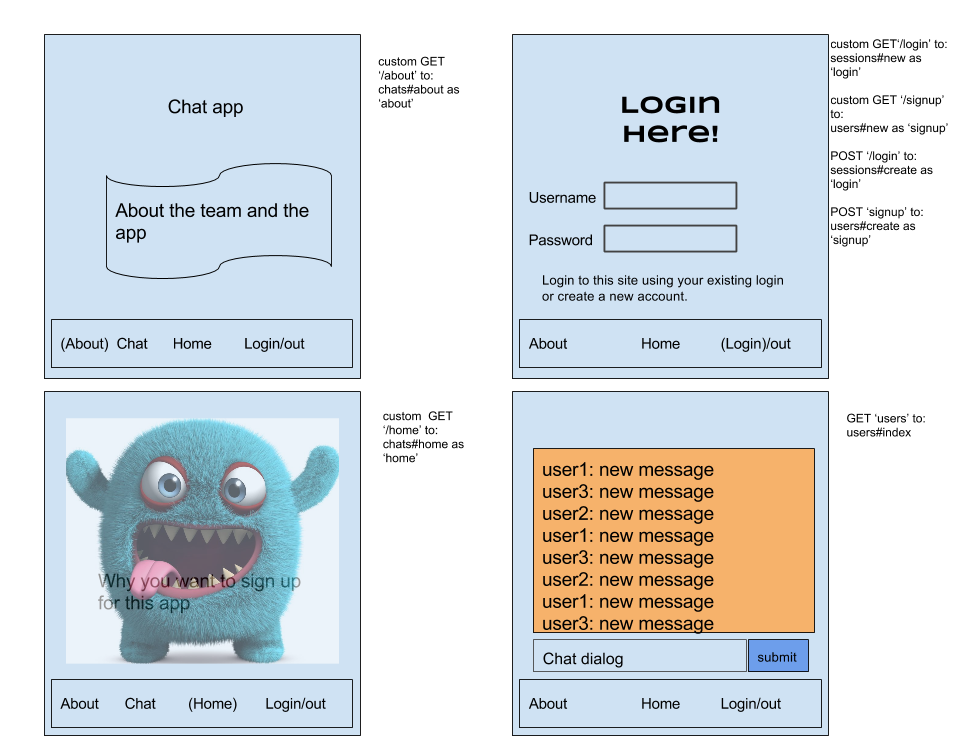 Chat app
About the team and the
app
(About) Chat Home Login/out
custom GET
‘/about’ to:
chats#about as
‘about’
Login
Here!
Username
Password
Login to this site using your existing login
or create a new account.
About Home (Login)/out
custom GET‘/login’ to:
sessions#new as
‘login’
custom GET ‘/signup’
to:
users#new as ‘signup’
POST ‘/login’ to:
sessions#create as
‘login’
POST ‘signup’ to:
users#create as
‘signup’
Why you want to sign up
for this app
About Chat (Home) Login/out
custom GET
‘/home’ to:
chats#home as
‘home’
user1: new message
user3: new message
user2: new message
user1: new message
user3: new message
user2: new message
user1: new message
user3: new message
Chat dialog submit
About Home Login/out
GET ‘users’ to:
users#index